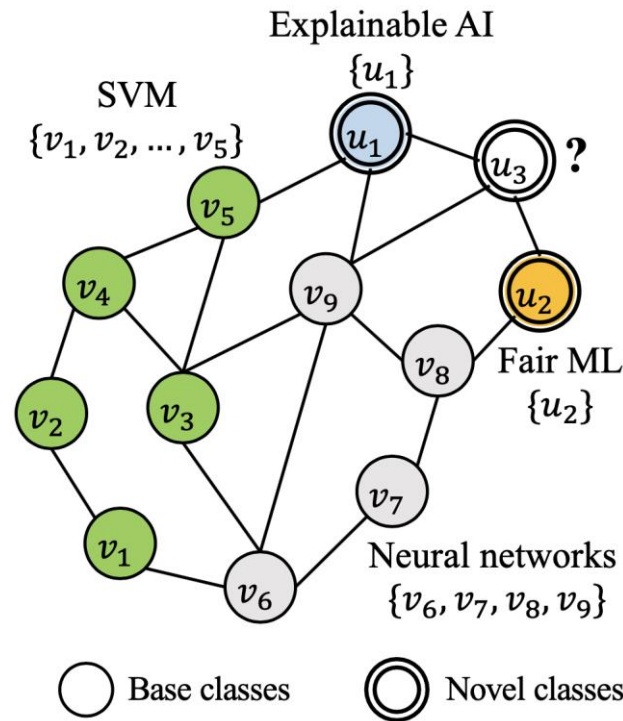 Explainable AI
{u₁}
SVM
{v₁, v₂, ..., v₅}
u₁
u₃
?
v₅
v₄
v₉
u₂
v₈
Fair ML
{u₂}
v₂
v₃
v₇
v₁
v₆
Neural networks
{v₆, v₇, v₈, v₉}
Base classes
Novel classes